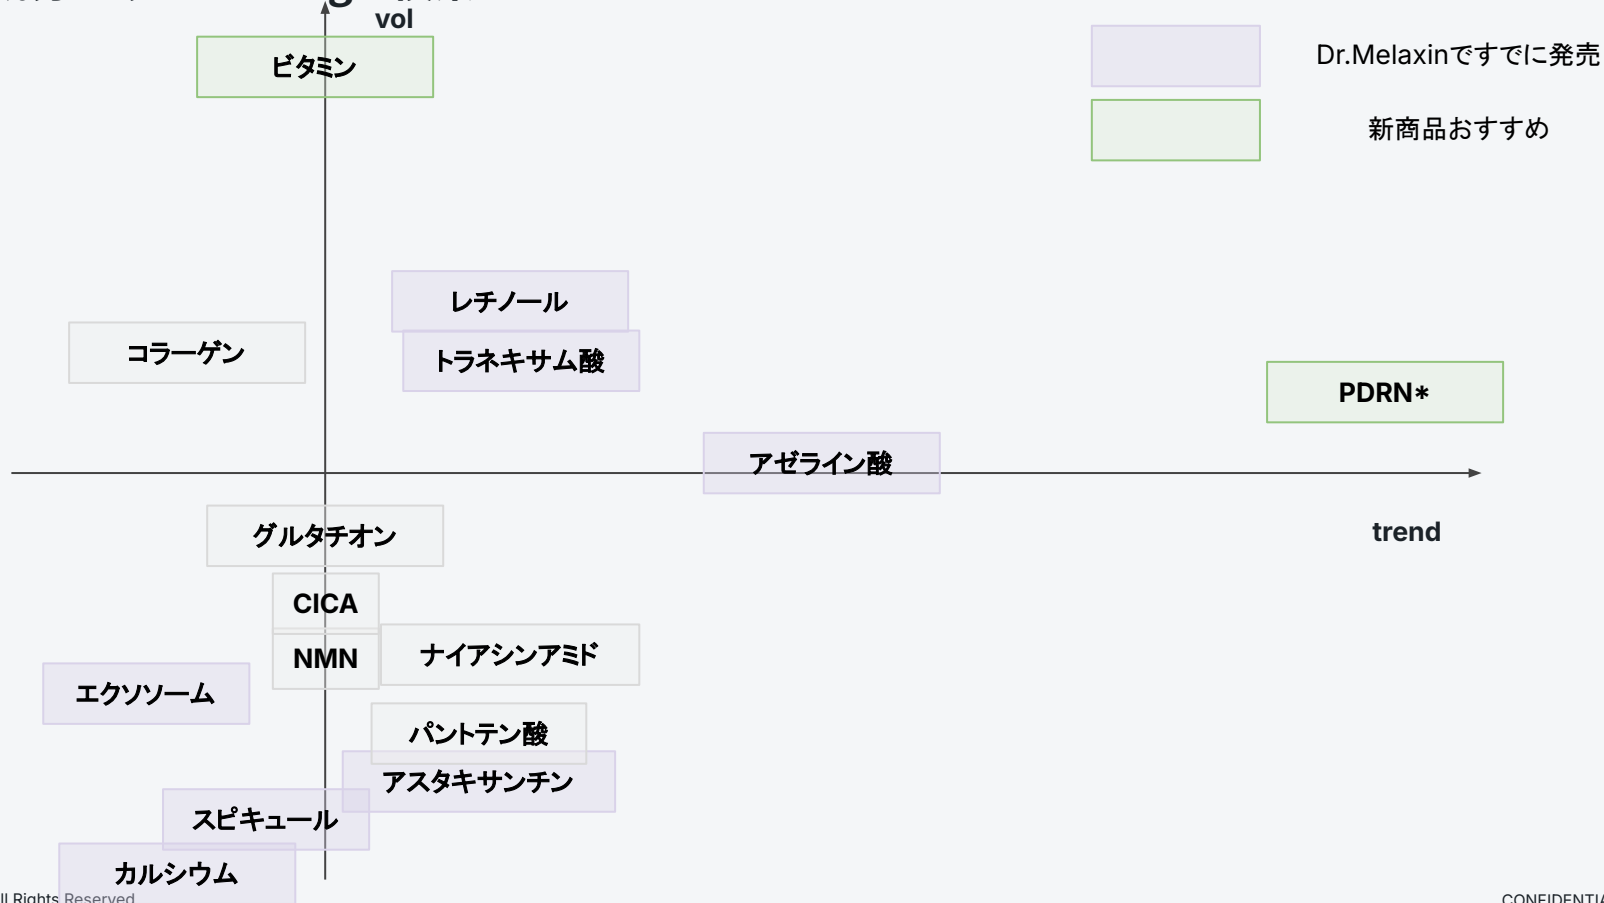 vol
ビタミン
Dr.Melaxinですでに発売
新商品おすすめ
レチノール
コラーゲン
トラネキサム酸
PDRN*
アゼライン酸
trend
グルタチオン
CICA
NMN
ナイアシンアミド
エクソソーム
パントテン酸
アスタキサンチン
スピキュール
カルシウム
Rights Reserved